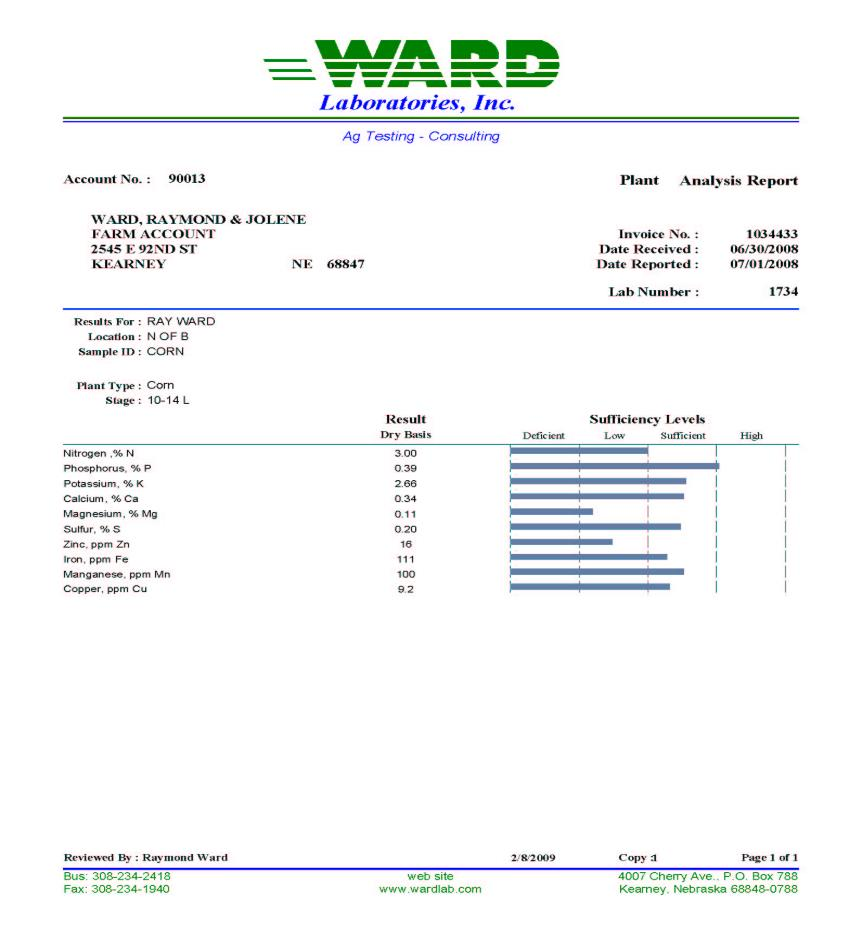 WARD
Laboratories, Inc.
Ag Testing - Consulting
Account No. : 90013
Plant Analysis Report
WARD, RAYMOND & JOLENE
FARM ACCOUNT
2545 E 92ND ST
KEARNEY NE 68847
Invoice No. : 1034433
Date Received : 06/30/2008
Date Reported : 07/01/2008
Lab Number : 1734
Results For : RAY WARD
Location : N OF B
Sample ID : CORN
Plant Type : Corn
Stage : 10-14 L
Result Sufficiency Levels
Dry Basis Deficient Low Sufficient High
Nitrogen ,% N 3.00
Phosphorus, % P 0.39
Potassium, % K 2.66
Calcium, % Ca 0.34
Magnesium, % Mg 0.11
Sulfur, % S 0.20
Zinc, ppm Zn 16
Iron, ppm Fe 111
Manganese, ppm Mn 100
Copper, ppm Cu 9.2
Reviewed By : Raymond Ward 2/8/2009 Copy :1 Page 1 of 1
Bus: 308-234-2418 web site 4007 Cherry Ave., P.O. Box 788
Fax: 308-234-1940 www.wardlab.com Kearney, Nebraska 68848-0788